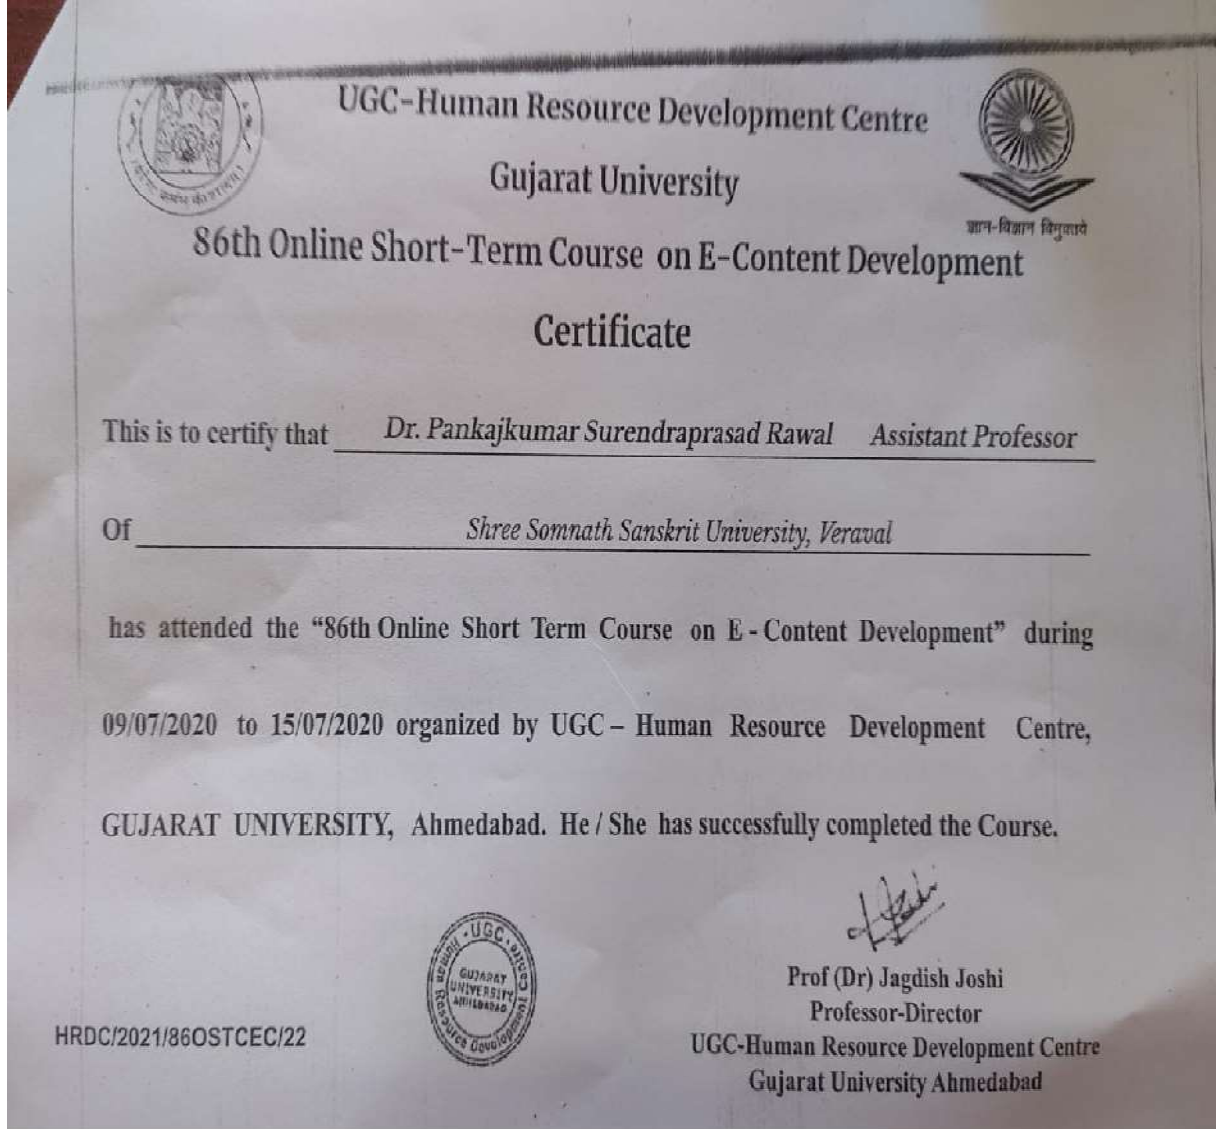 UGC-Human Resource Development Centre
Gujarat University
ज्ञान-विज्ञान विमुक्तये
86th Online Short-Term Course on E-Content Development
Certificate
This is to certify that Dr. Pankajkumar Surendraprasad Rawal Assistant Professor
Of Shree Somnath Sanskrit University, Veraval
has attended the “86th Online Short Term Course on E - Content Development” during
09/07/2020 to 15/07/2020 organized by UGC – Human Resource Development Centre,
GUJARAT UNIVERSITY, Ahmedabad. He / She has successfully completed the Course.
UGC
Human Resource Development Centre
GUJARAT
UNIVERSITY
AHMEDABAD
Prof (Dr) Jagdish Joshi
Professor-Director
HRDC/2021/86OSTCEC/22
UGC-Human Resource Development Centre
Gujarat University Ahmedabad